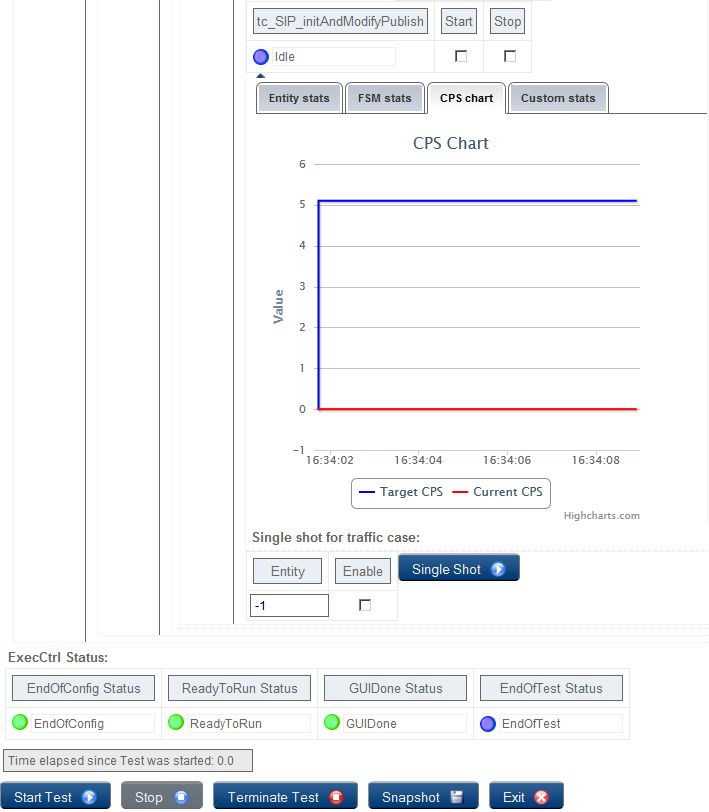 tc_SIP_initAndModifyPublish Start Stop
Idle
Entity stats FSM stats CPS chart Custom stats
CPS Chart
6
5
4
3
2
1
0
-1
Value
16:34:02 16:34:04 16:34:06 16:34:08
Target CPS Current CPS
Highcharts.com
Single shot for traffic case:
Entity Enable Single Shot
-1
ExecCtrl Status:
EndOfConfig Status ReadyToRun Status GUIDone Status EndOfTest Status
EndOfConfig ReadyToRun GUIDone EndOfTest
Time elapsed since Test was started: 0.0
Start Test Stop Terminate Test Snapshot Exit